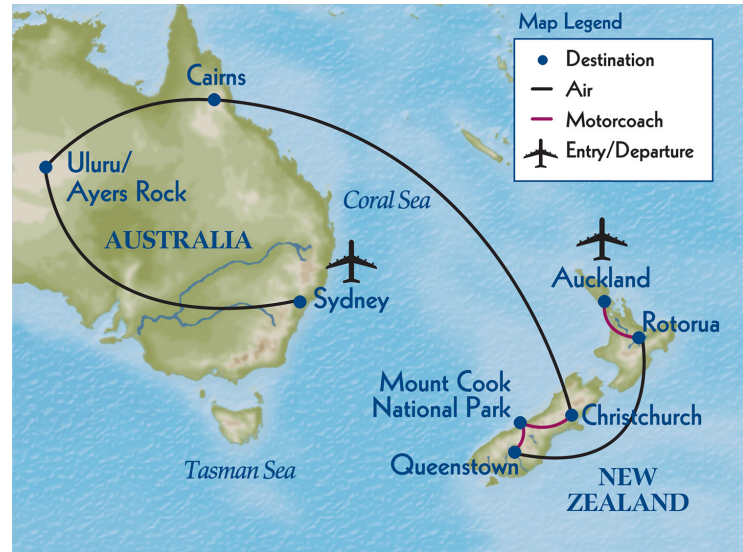 Map Legend
Destination
Air
Motorcoach
Entry/Departure
Cairns
Uluru/
Ayers Rock
Coral Sea
AUSTRALIA
Sydney
Auckland
Rotorua
Mount Cook
National Park
Christchurch
Queenstown
Tasman Sea
NEW
ZEALAND